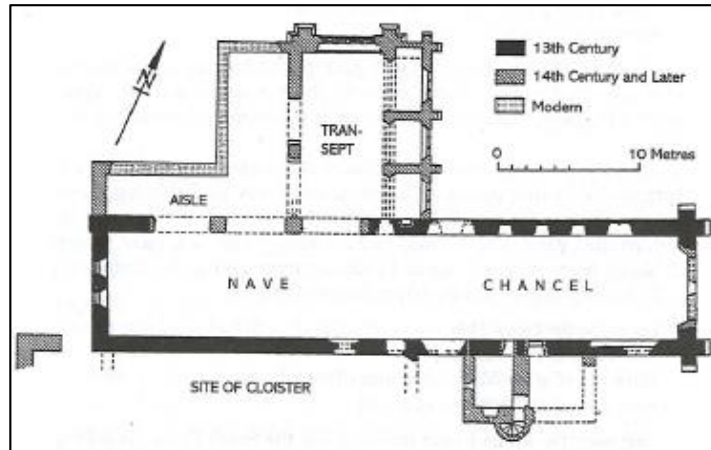 13th Century
14th Century and Later
Modern
N
TRAN-
SEPT
0 10 Metres
AISLE
NAVE CHANCEL
SITE OF CLOISTER